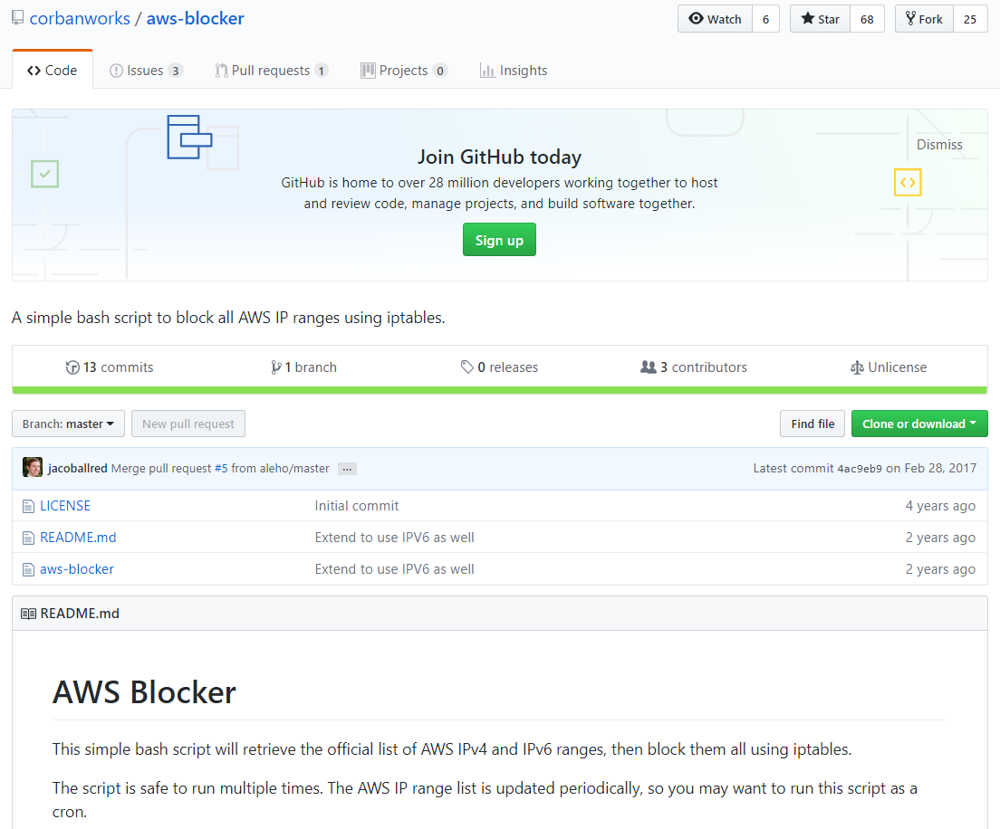 corbanworks / aws-blocker
Watch 6 Star 68 Fork 25
Code Issues 3 Pull requests 1 Projects 0 Insights
Dismiss
Join GitHub today
GitHub is home to over 28 million developers working together to host
and review code, manage projects, and build software together.
Sign up
A simple bash script to block all AWS IP ranges using iptables.
13 commits 1 branch 0 releases 3 contributors Unlicense
Branch: master New pull request Find file Clone or download
jacoballred Merge pull request #5 from aleho/master ... Latest commit 4ac9eb9 on Feb 28, 2017
LICENSE Initial commit 4 years ago
README.md Extend to use IPV6 as well 2 years ago
aws-blocker Extend to use IPV6 as well 2 years ago
README.md
AWS Blocker
This simple bash script will retrieve the official list of AWS IPv4 and IPv6 ranges, then block them all using iptables.
The script is safe to run multiple times. The AWS IP range list is updated periodically, so you may want to run this script as a
cron.